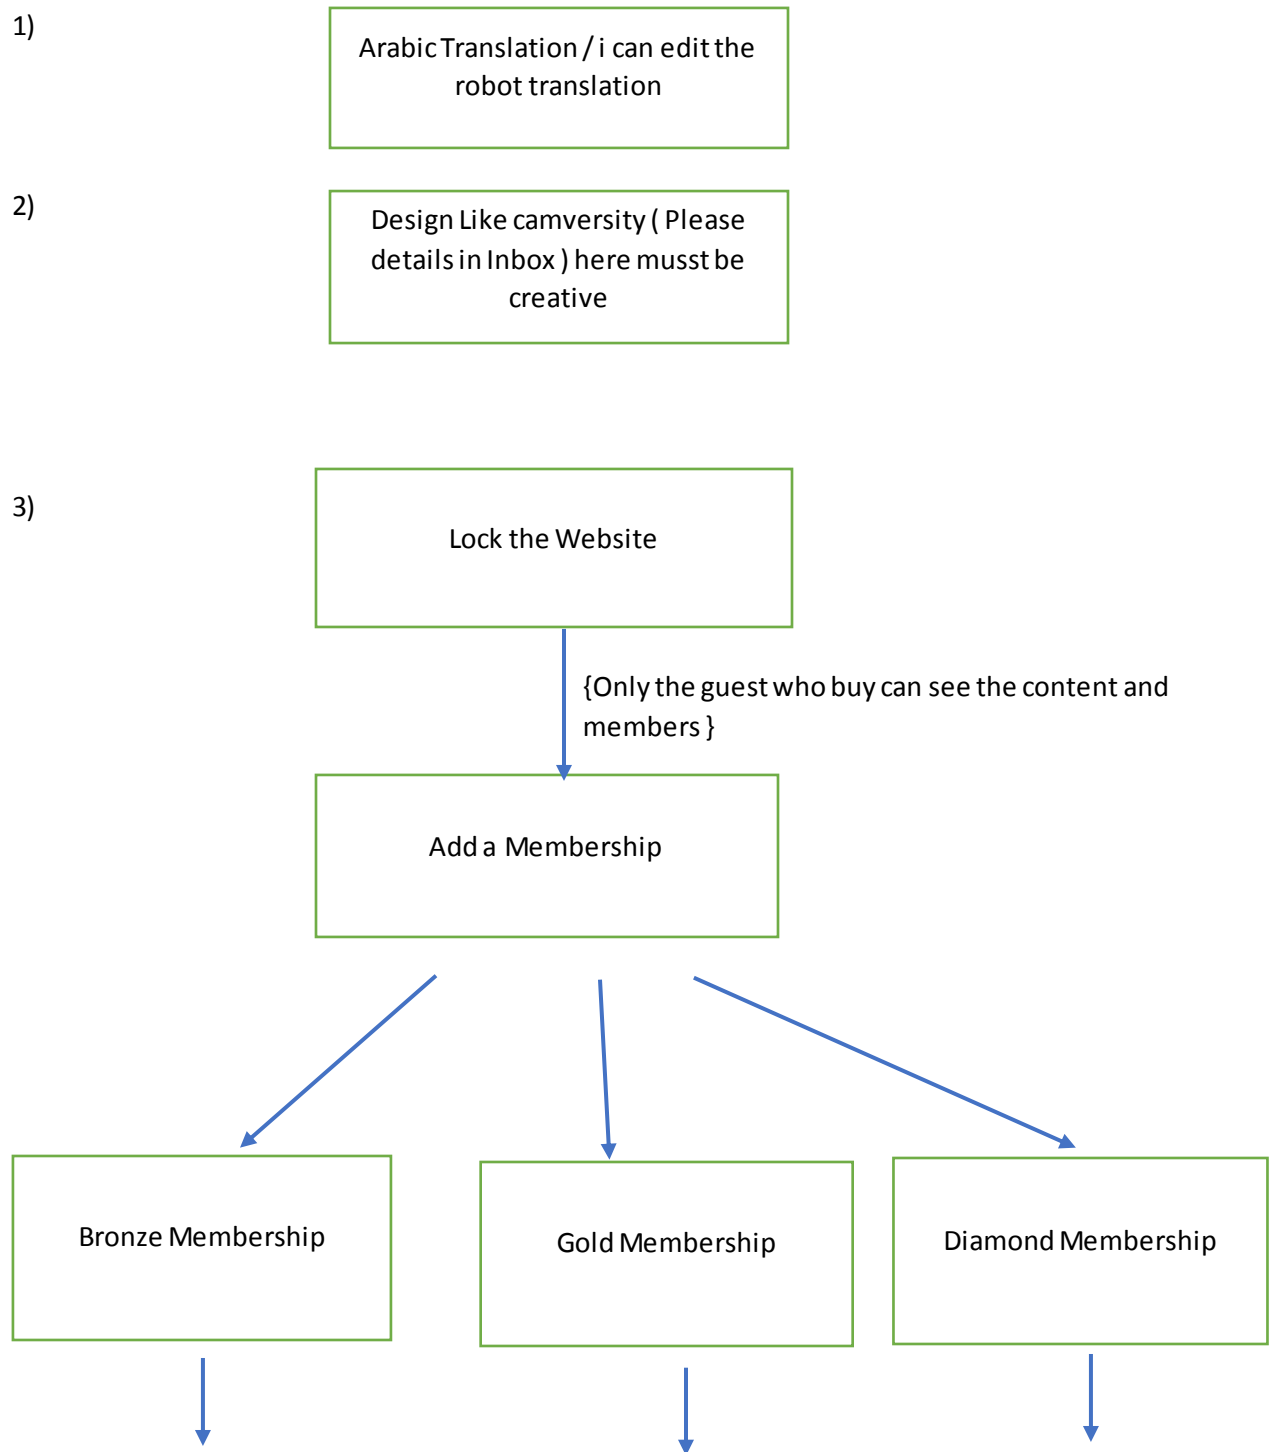 1)
Arabic Translation / i can edit the
robot translation
2)
Design Like camversity ( Please
details in Inbox ) here musst be
creative
3)
Lock the Website
{Only the guest who buy can see the content and
members }
Add a Membership
Bronze Membership
Gold Membership
Diamond Membership